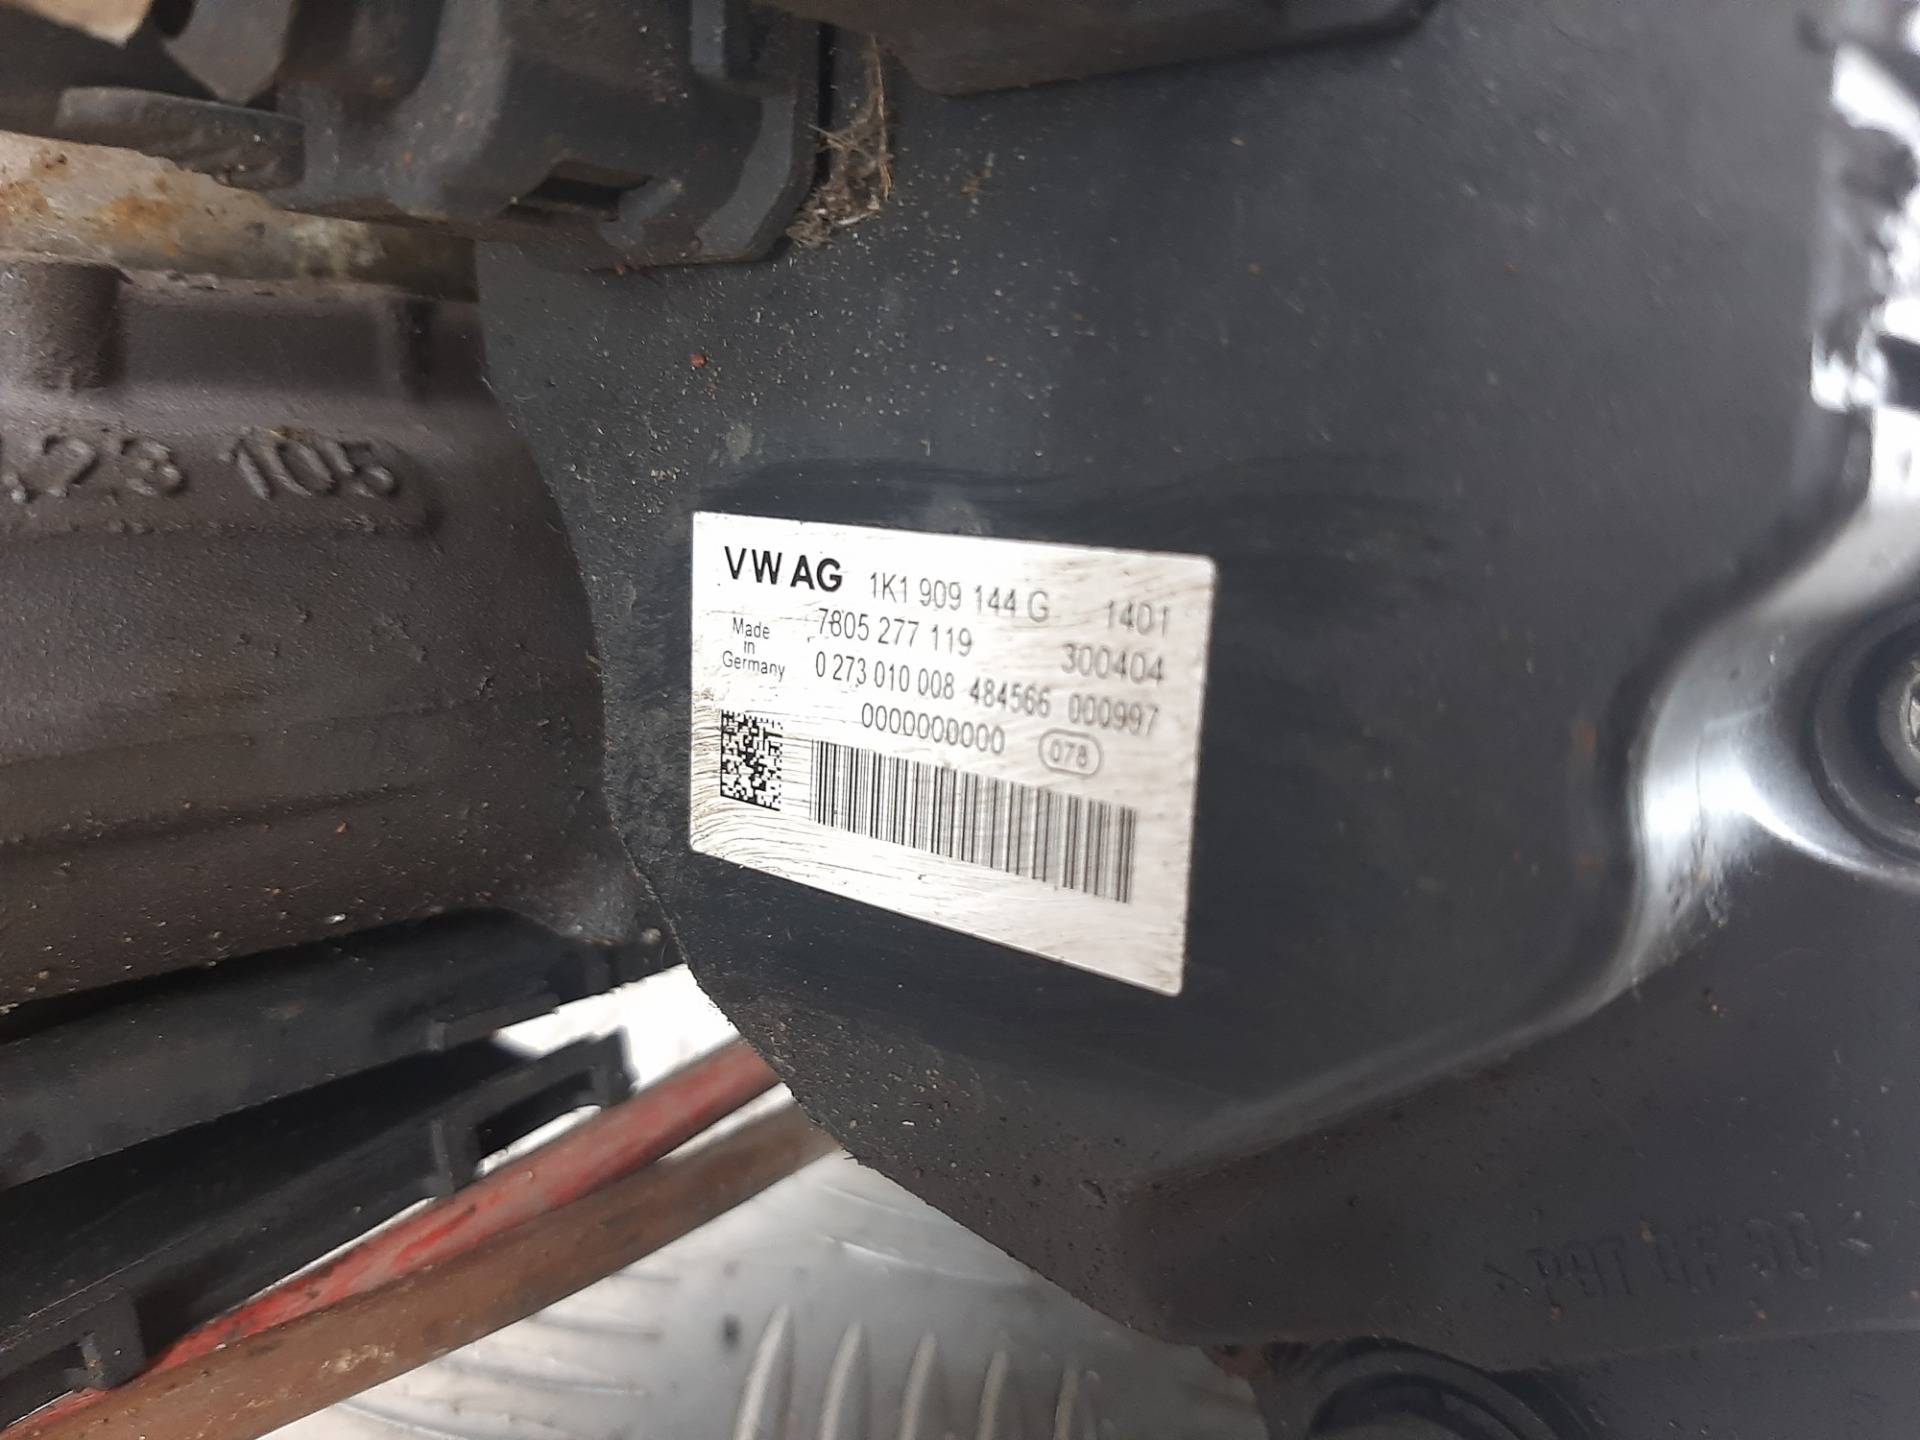 423 105
VW AG 1K1 909 144 G 1401
7805 277 119 300404
Made in Germany
0 273 010 008 484566 000997
0000000000 078